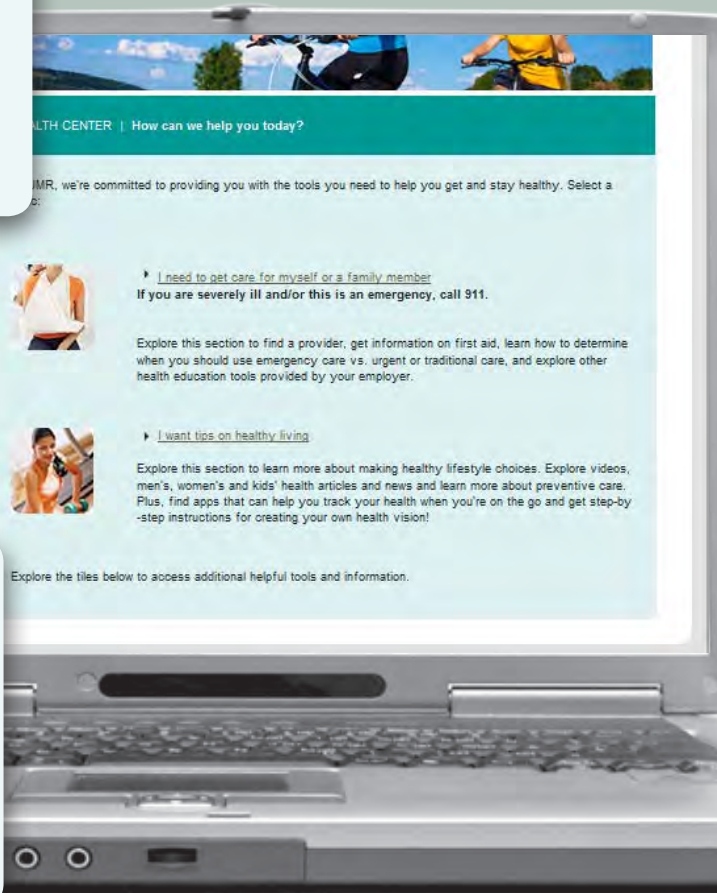 ALTH CENTER | How can we help you today?
UMR, we're committed to providing you with the tools you need to help you get and stay healthy. Select a
c:
I need to get care for myself or a family member
If you are severely ill and/or this is an emergency, call 911.
Explore this section to find a provider, get information on first aid, learn how to determine
when you should use emergency care vs. urgent or traditional care, and explore other
health education tools provided by your employer.
I want tips on healthy living
Explore this section to learn more about making healthy lifestyle choices. Explore videos,
men's, women's and kids' health articles and news and learn more about preventive care.
Plus, find apps that can help you track your health when you're on the go and get step-by
-step instructions for creating your own health vision!
Explore the tiles below to access additional helpful tools and information.